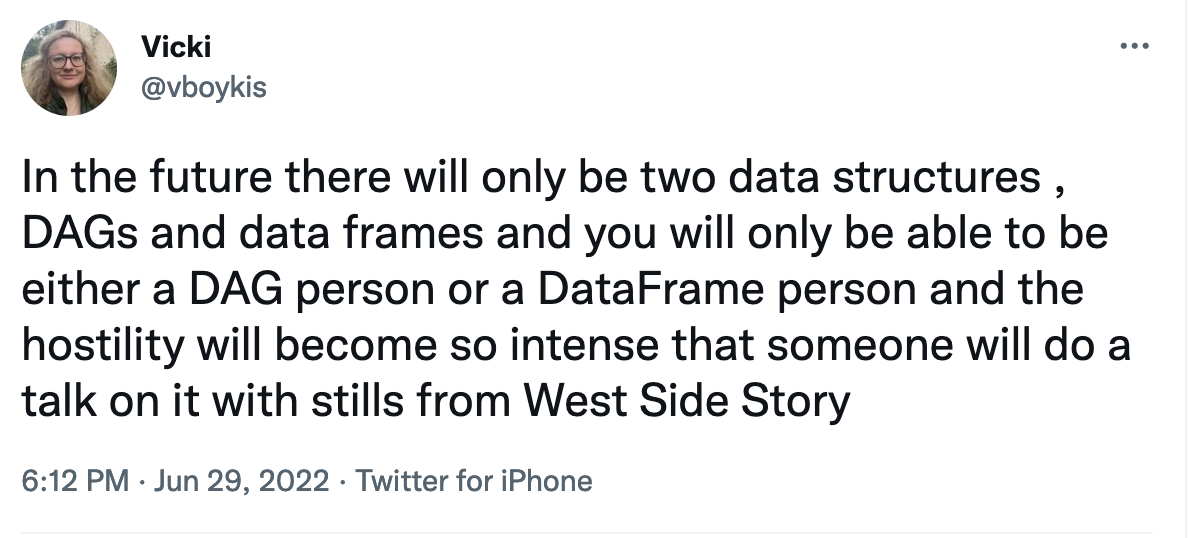 Vicki
@vboykis
In the future there will only be two data structures ,
DAGs and data frames and you will only be able to be
either a DAG person or a DataFrame person and the
hostility will become so intense that someone will do a
talk on it with stills from West Side Story
6:12 PM · Jun 29, 2022 · Twitter for iPhone